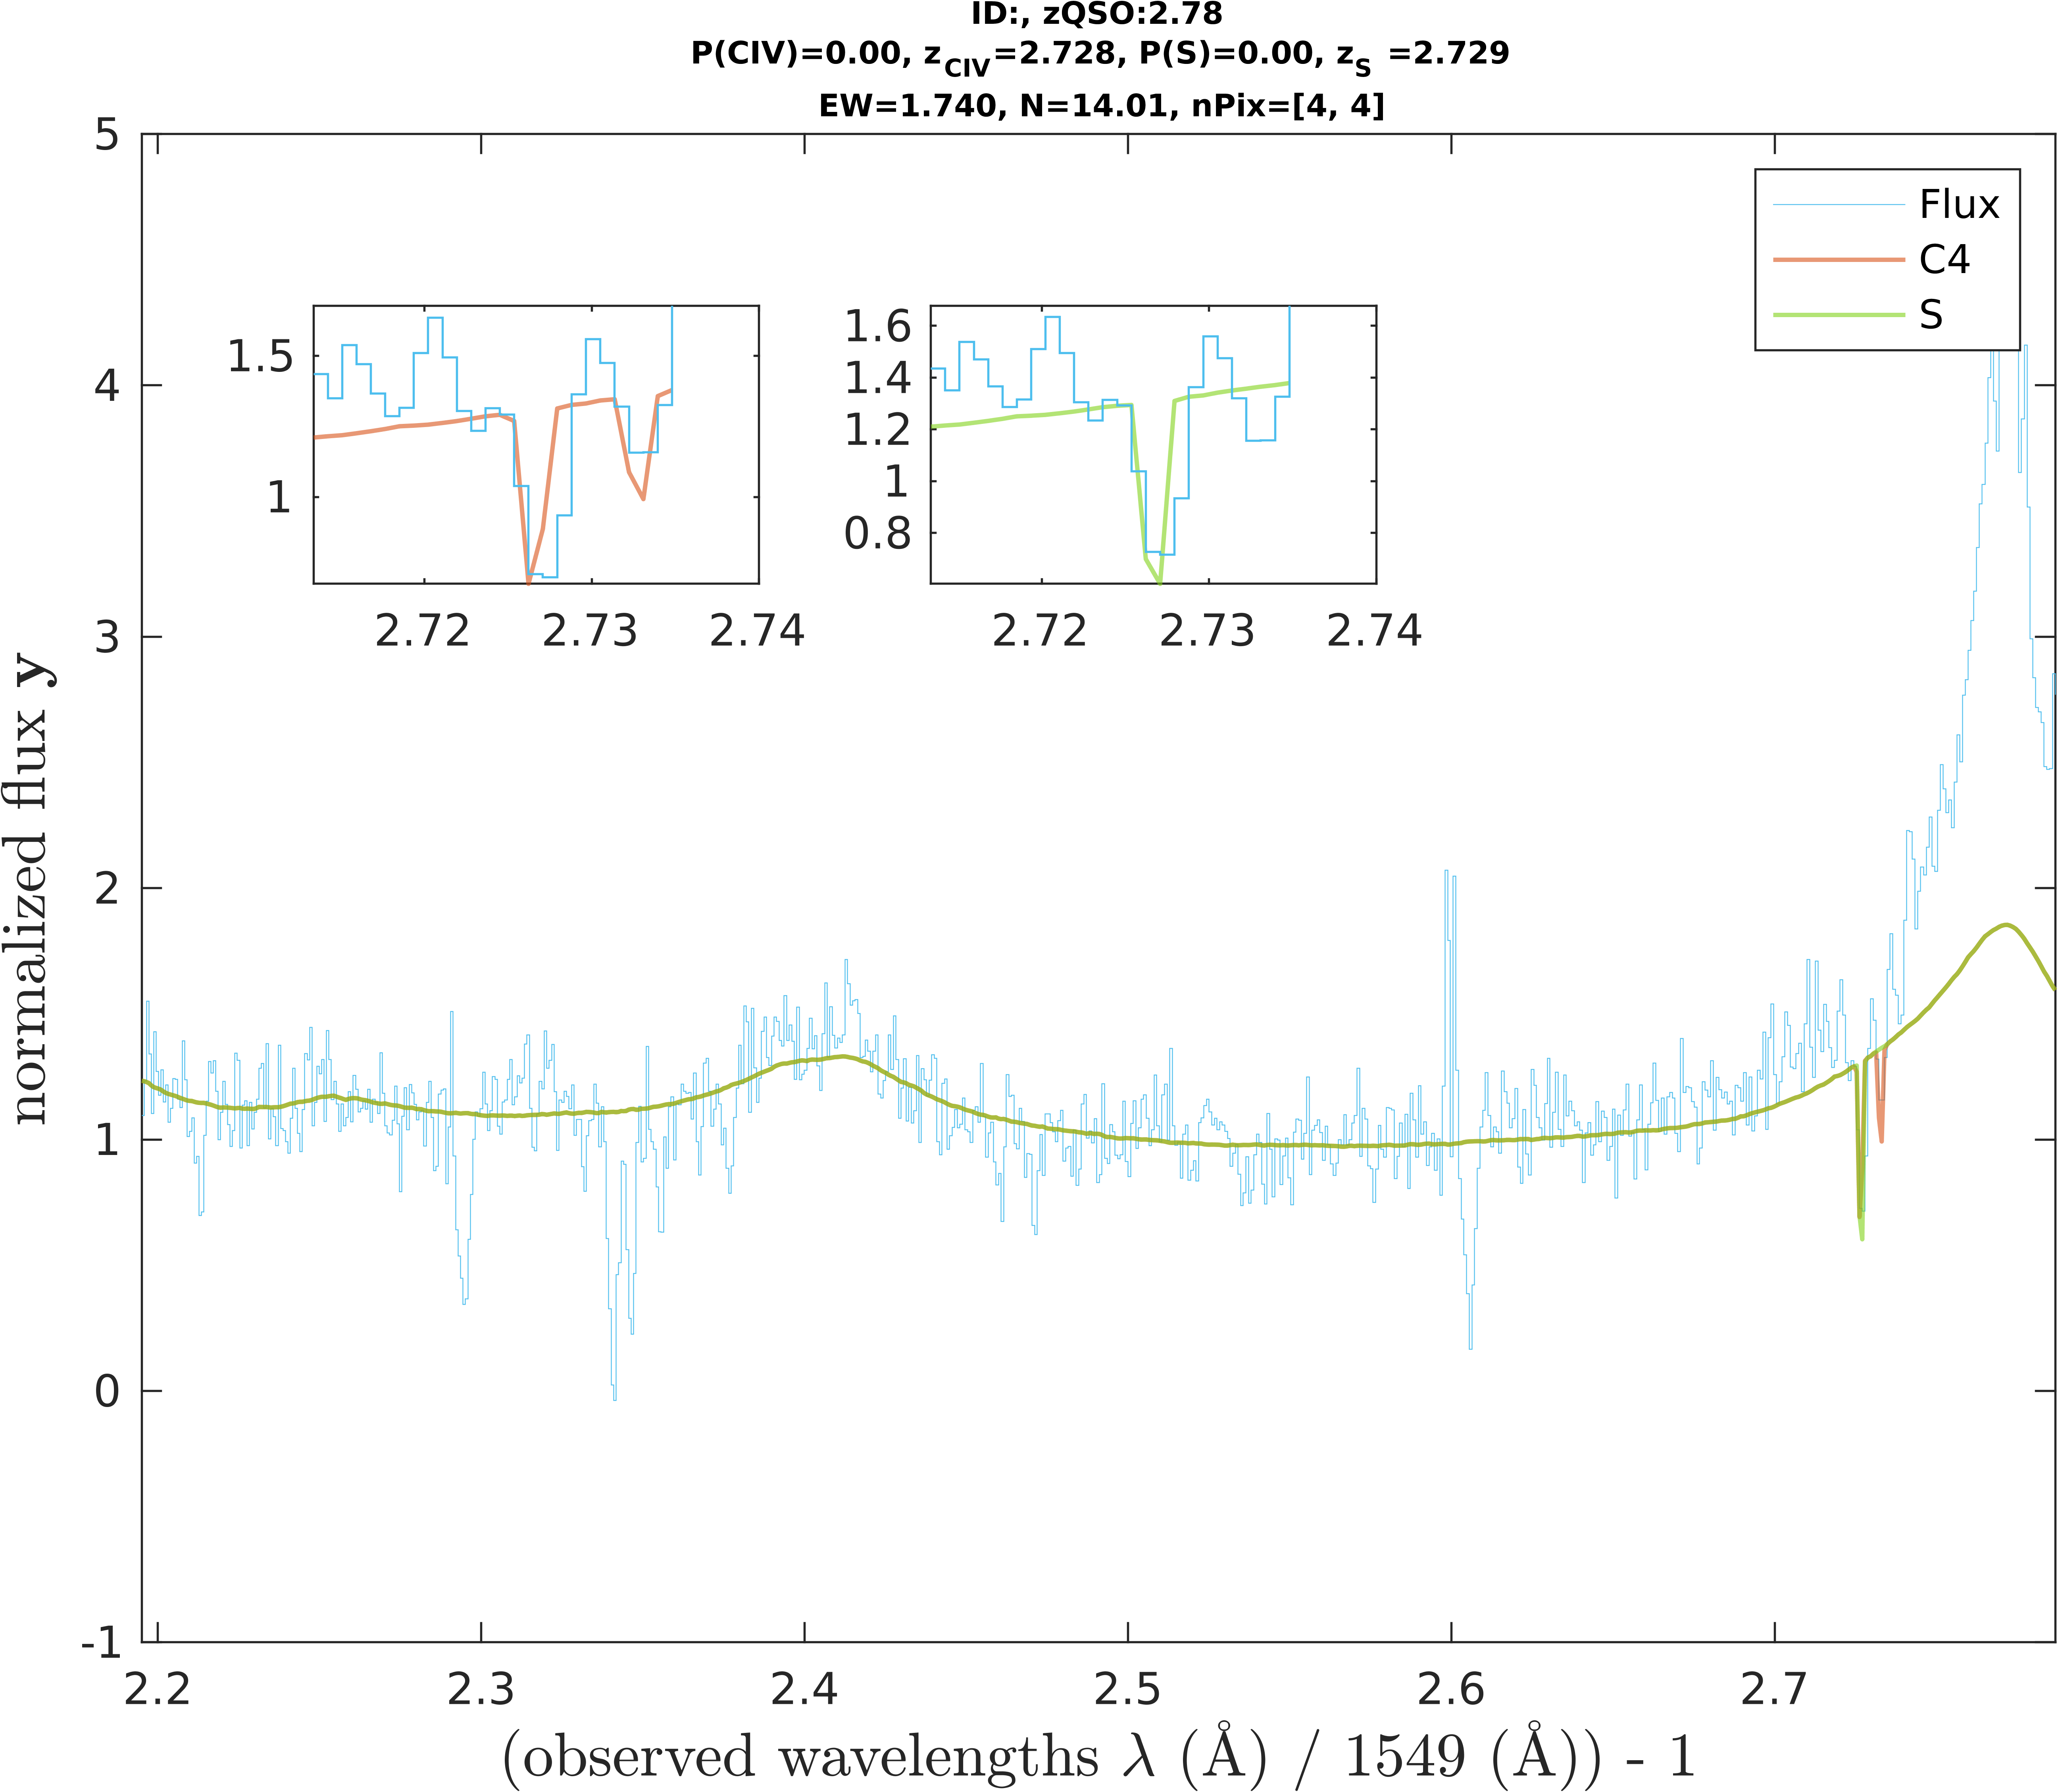 ID:, zQSO:2.78
P(CIV)=0.00, zCIV=2.728, P(S)=0.00, zS =2.729
EW=1.740, N=14.01, nPix=[4, 4]
5
4
3
2
1
0
-1
normalized flux y
Flux
C4
S
1.5
1
2.72 2.73 2.74
1.6
1.4
1.2
1
0.8
2.72 2.73 2.74
2.2 2.3 2.4 2.5 2.6 2.7
(observed wavelengths λ (Å) / 1549 (Å)) - 1